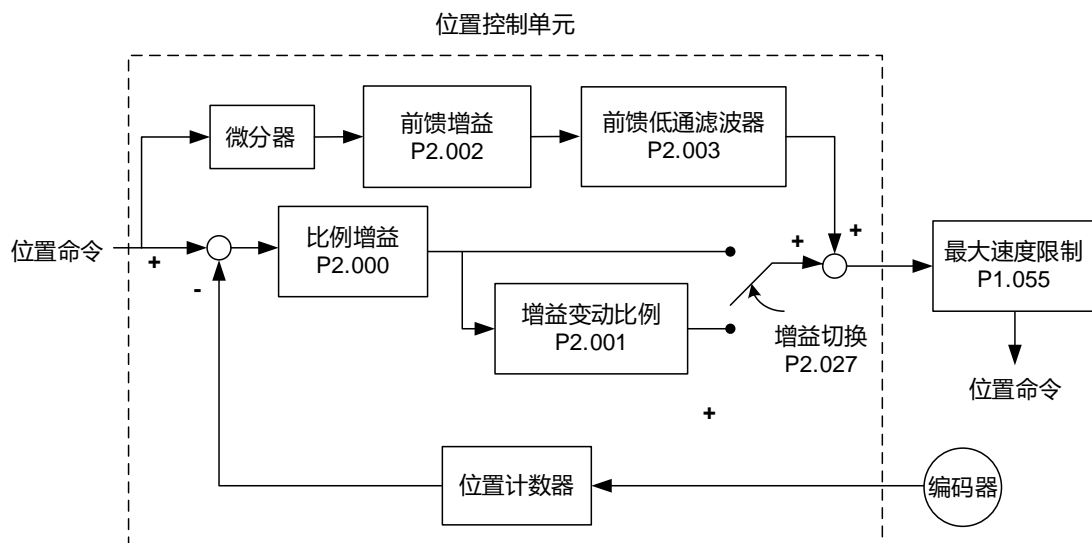 位置控制单元
微分器
前馈增益
P2.002
前馈低通滤波器
P2.003
位置命令
+
-
比例增益
P2.000
+
+
最大速度限制
P1.055
增益变动比例
P2.001
增益切换
P2.027
位置命令
+
位置计数器
编码器